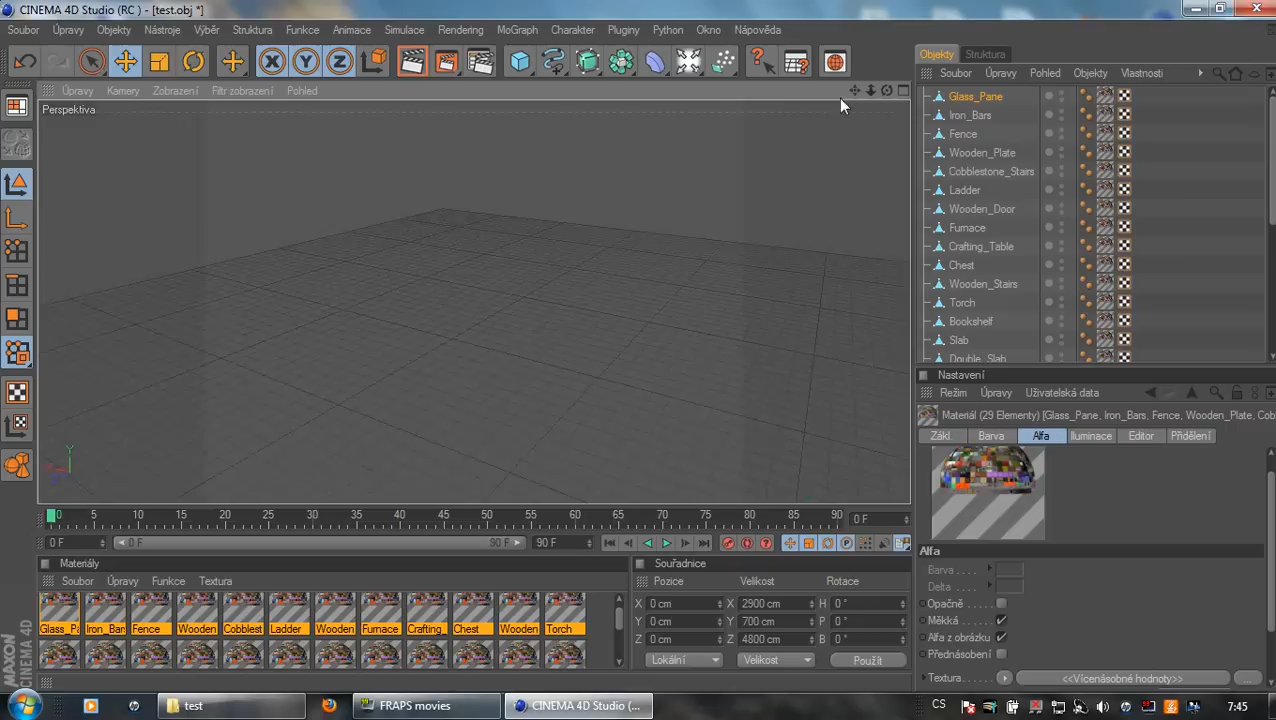 CINEMA 4D Studio (RC) - [test.obj *]
Soubor Úpravy Objekty Nástroje Výběr Struktura Funkce Animace Simulace Rendering MoGraph Charakter Pluginy Python Okno Nápověda
X Y Z
Objekty Struktura
Soubor Úpravy Pohled Objekty Vlastnosti
Úpravy Kamery Zobrazení Filtr zobrazení Pohled
Perspektiva
Glass_Pane
Iron_Bars
Fence
Wooden_Plate
Cobblestone_Stairs
Ladder
Wooden_Door
Furnace
Crafting_Table
Chest
Wooden_Stairs
Torch
Bookshelf
Slab
Double_Slab
Nastavení
Režim Úpravy Uživatelská data
Materiál (29 Elementy) [Glass_Pane, Iron_Bars, Fence, Wooden_Plate, Cob
Zákl. Barva Alfa Iluminace Editor Přidělení
Alfa
Barva . . . .
Delta . . . .
Opačně
Měkká
Alfa z obrázku
Přednásobení
Textura . . . . <<Vícenásobné hodnoty>> ...
Y
0 5 10 15 20 25 30 35 40 45 50 55 60 65 70 75 80 85 90 0 F
0 F 0 F 90 F 90 F
Materiály
Soubor Úpravy Funkce Textura
Glass_Pa Iron_Bars Fence Wooden Cobblest Ladder Wooden Furnace Crafting_ Chest Wooden Torch
Souřadnice
Pozice Velikost Rotace
X 0 cm X 2900 cm H 0 °
Y 0 cm Y 700 cm P 0 °
Z 0 cm Z 4800 cm B 0 °
Lokální Velikost Použít
MAXON
CINEMA 4D
test FRAPS movies CINEMA 4D Studio (... CS 7:45